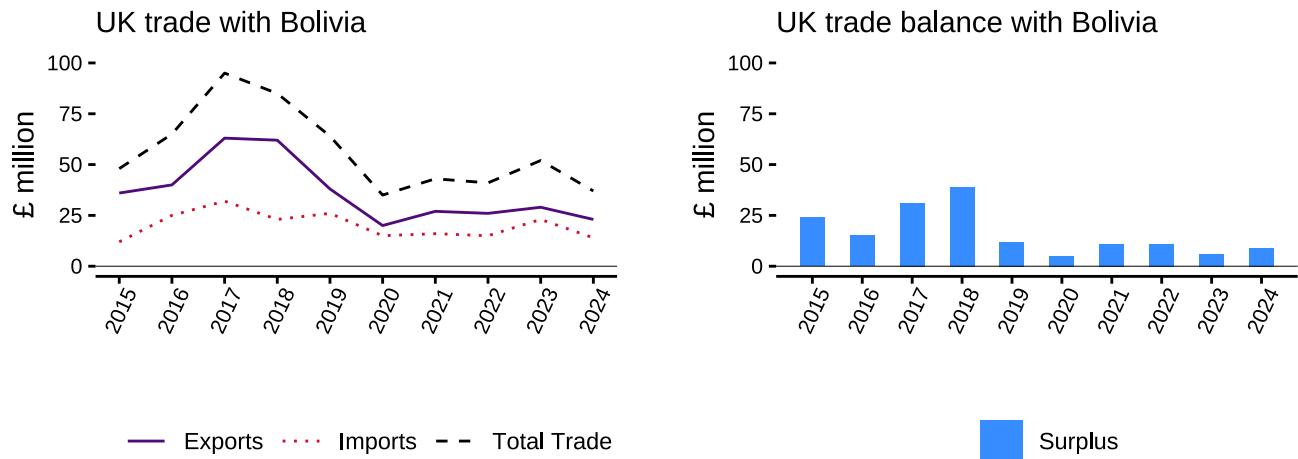 UK trade with Bolivia
£ million
100
75
50
25
0
2015 2016 2017 2018 2019 2020 2021 2022 2023 2024
Exports Imports Total Trade
UK trade balance with Bolivia
£ million
100
75
50
25
0
2015 2016 2017 2018 2019 2020 2021 2022 2023 2024
Surplus